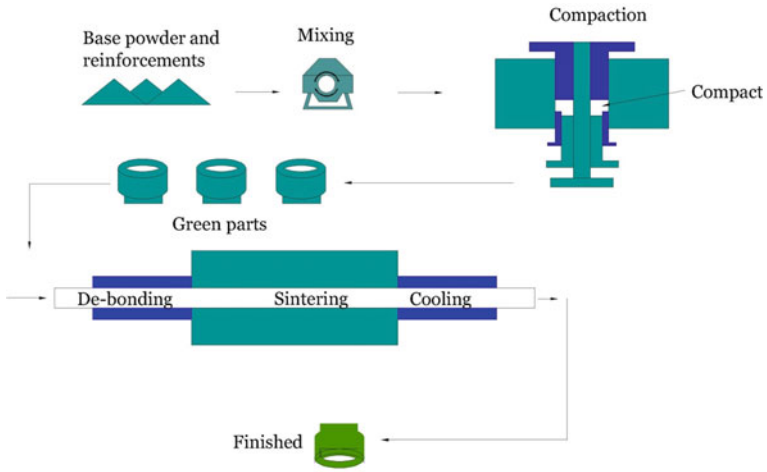 Base powder and
reinforcements
Mixing
Compaction
Compact
Green parts
De-bonding
Sintering
Cooling
Finished